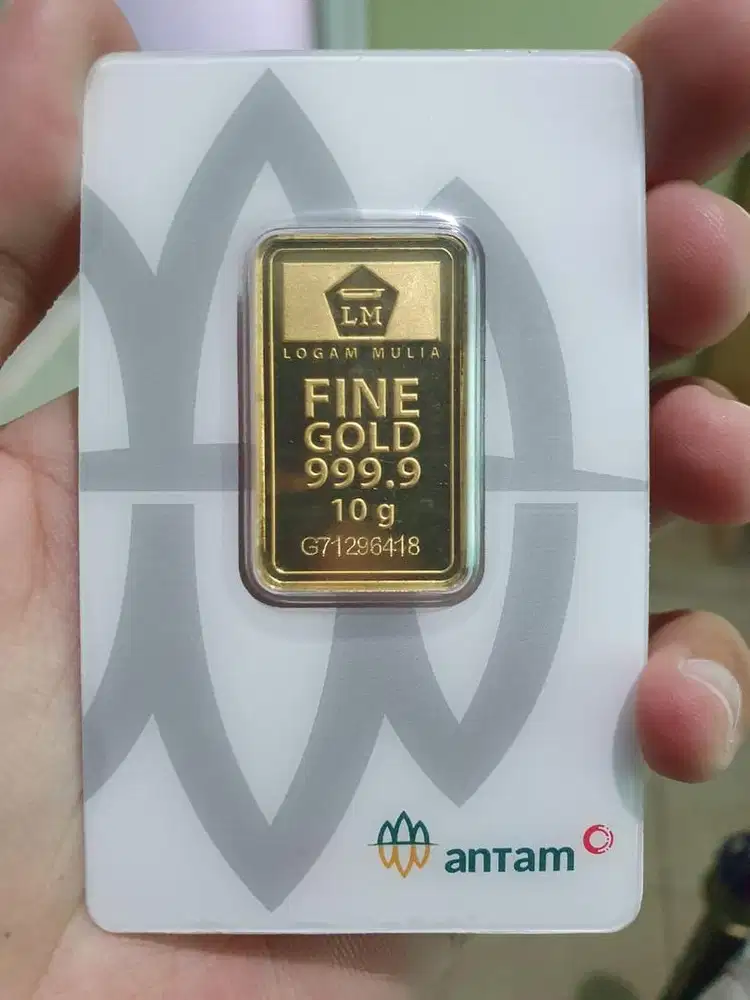 LM
LOGAM MULIA
FINE
GOLD
999.9
10 g
G71296418
antam